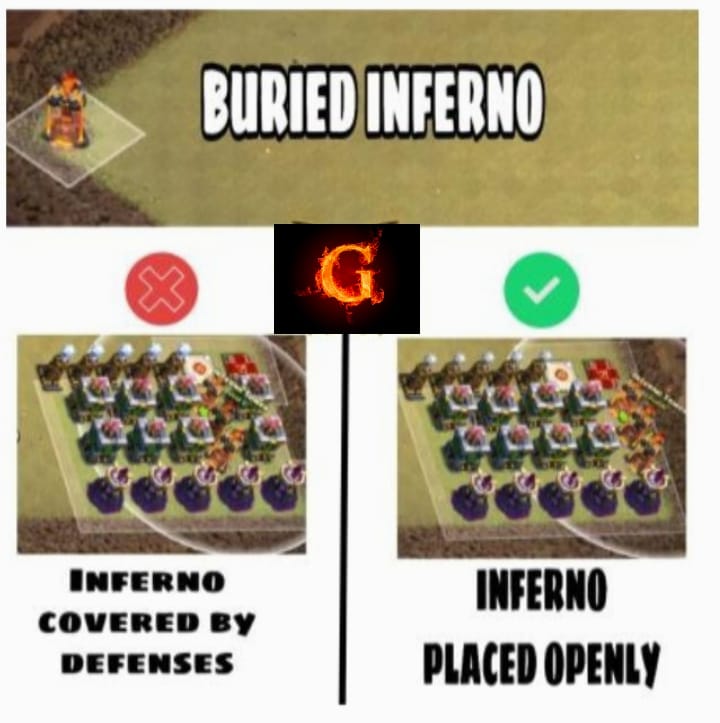 BURIED INFERNO
G
INFERNO
COVERED BY
DEFENSES
INFERNO
PLACED OPENLY